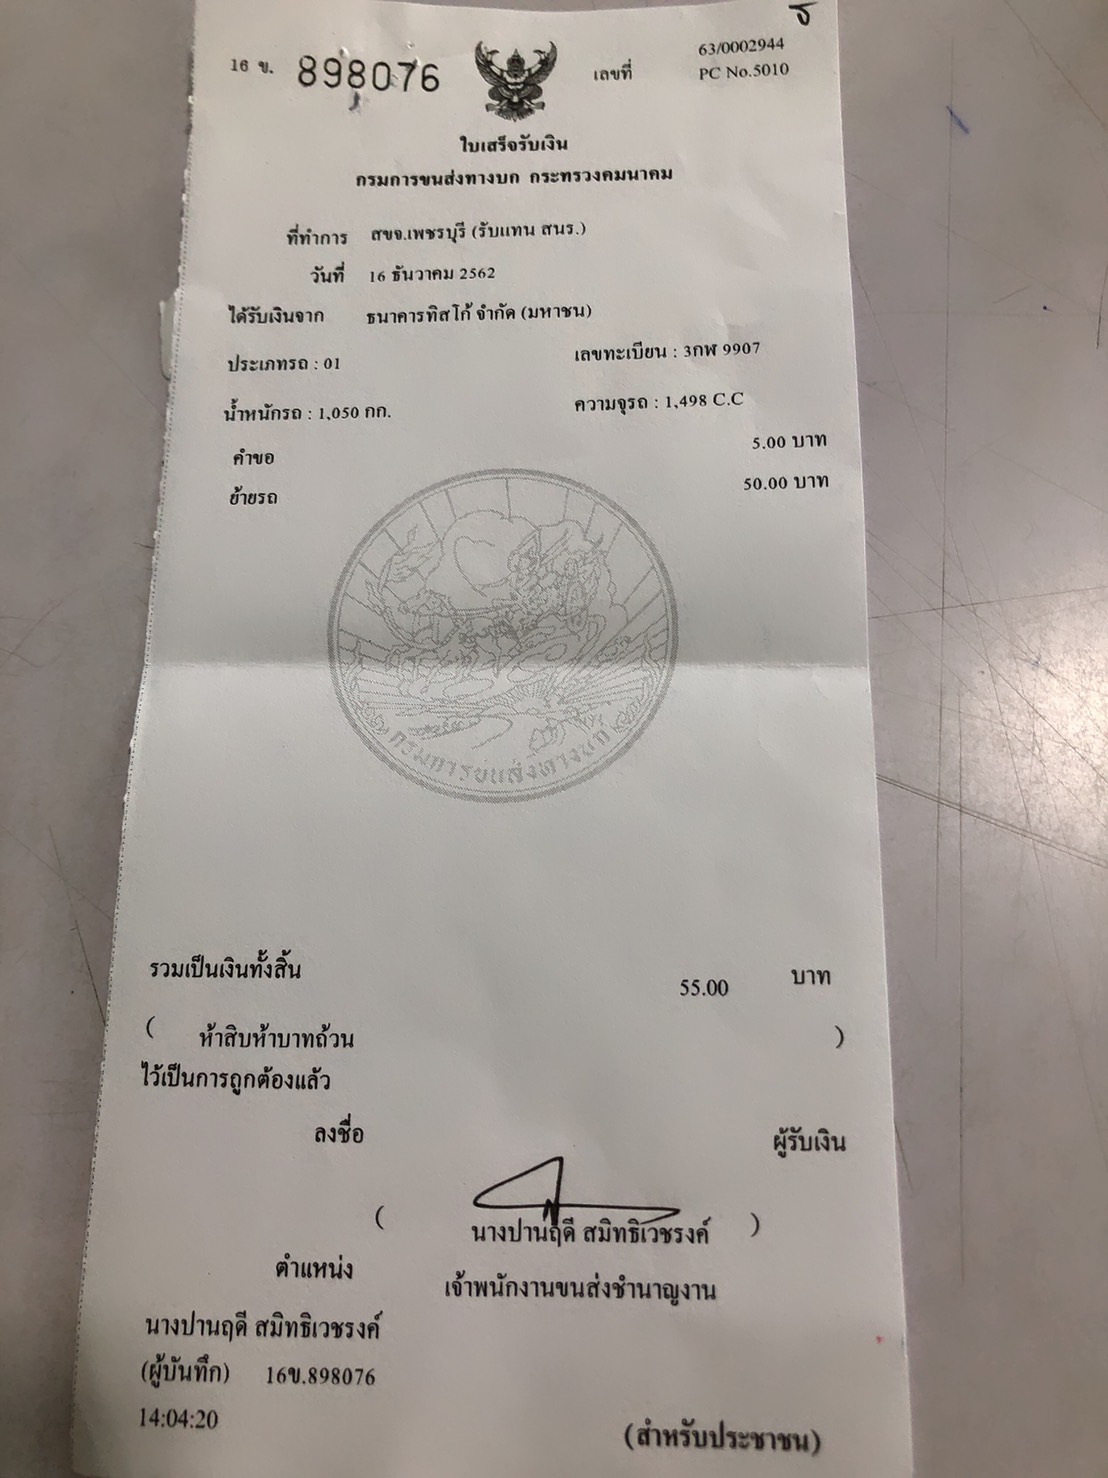 16 ข. 898076 เลขที่ 63/0002944
PC No.5010
ใบเสร็จรับเงิน
กรมการขนส่งทางบก กระทรวงคมนาคม
ที่ทำการ สขจ.เพชรบุรี (รับแทน สนร.)
วันที่ 16 ธันวาคม 2562
ได้รับเงินจาก ธนาคารทิสโก้ จำกัด (มหาชน)
ประเภทรถ : 01 เลขทะเบียน : 3กฬ 9907
น้ำหนักรถ : 1,050 กก. ความจุรถ : 1,498 C.C
คำขอ 5.00 บาท
ย้ายรถ 50.00 บาท
กรมการขนส่งทางบก
รวมเป็นเงินทั้งสิ้น 55.00 บาท
( ห้าสิบห้าบาทถ้วน )
ไว้เป็นการถูกต้องแล้ว
ลงชื่อ ผู้รับเงิน
( นางปานฤดี สมิทธิเวชรงค์ )
ตำแหน่ง เจ้าพนักงานขนส่งชำนาญงาน
นางปานฤดี สมิทธิเวชรงค์
(ผู้บันทึก) 16ข.898076
14:04:20
(สำหรับประชาชน)